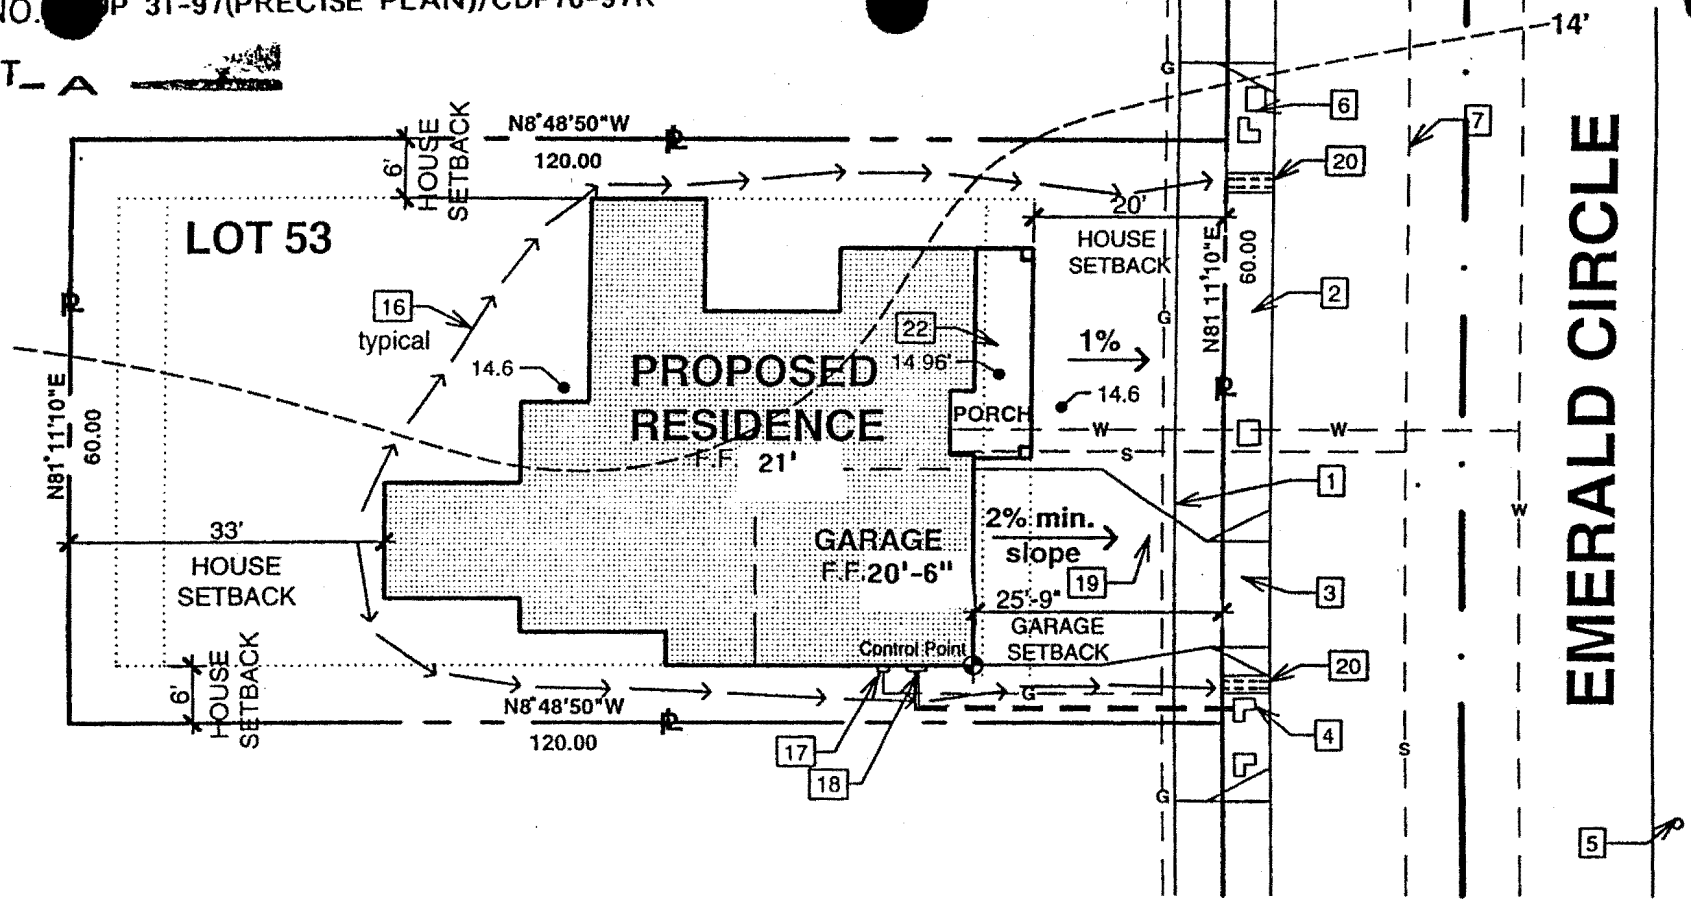 P 31-97(PRECISE PLAN)/CDP76-97R
14'
HOUSE
SETBACK
6'
N8°48'50"W
120.00
6
7
20
LOT 53
20'
HOUSE
SETBACK
N81 11'10"E
60.00
2
16
typical
14.6
22
14.96'
1%
14.6
PROPOSED
RESIDENCE
F.F. 21'
PORCH
W
W
S
G
G
N81°11'10"E
60.00
1
W
33'
HOUSE
SETBACK
GARAGE
F.F. 20'-6"
2% min.
slope
19
3
25'-9"
GARAGE
SETBACK
Control Point
20
6'
HOUSE
SETBACK
N8°48'50"W
120.00
G
17
18
4
S
G
5
EMERALD CIRCLE